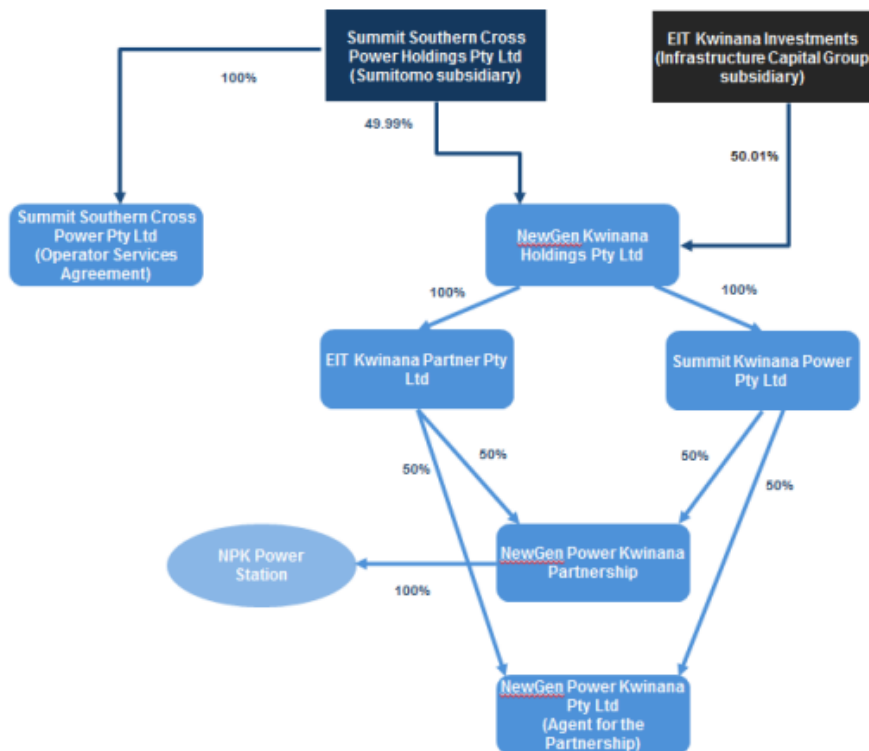 Summit Southern Cross
Power Holdings Pty Ltd
(Sumitomo subsidiary)
EIT Kwinana Investments
(Infrastructure Capital Group
subsidiary)
100%
49.99%
50.01%
Summit Southern Cross
Power Pty Ltd
(Operator Services
Agreement)
NewGen Kwinana
Holdings Pty Ltd
100%
100%
EIT Kwinana Partner Pty
Ltd
Summit Kwinana Power
Pty Ltd
50%
50%
50%
50%
NPK Power
Station
NewGen Power Kwinana
Partnership
100%
NewGen Power Kwinana
Pty Ltd
(Agent for the
Partnership)